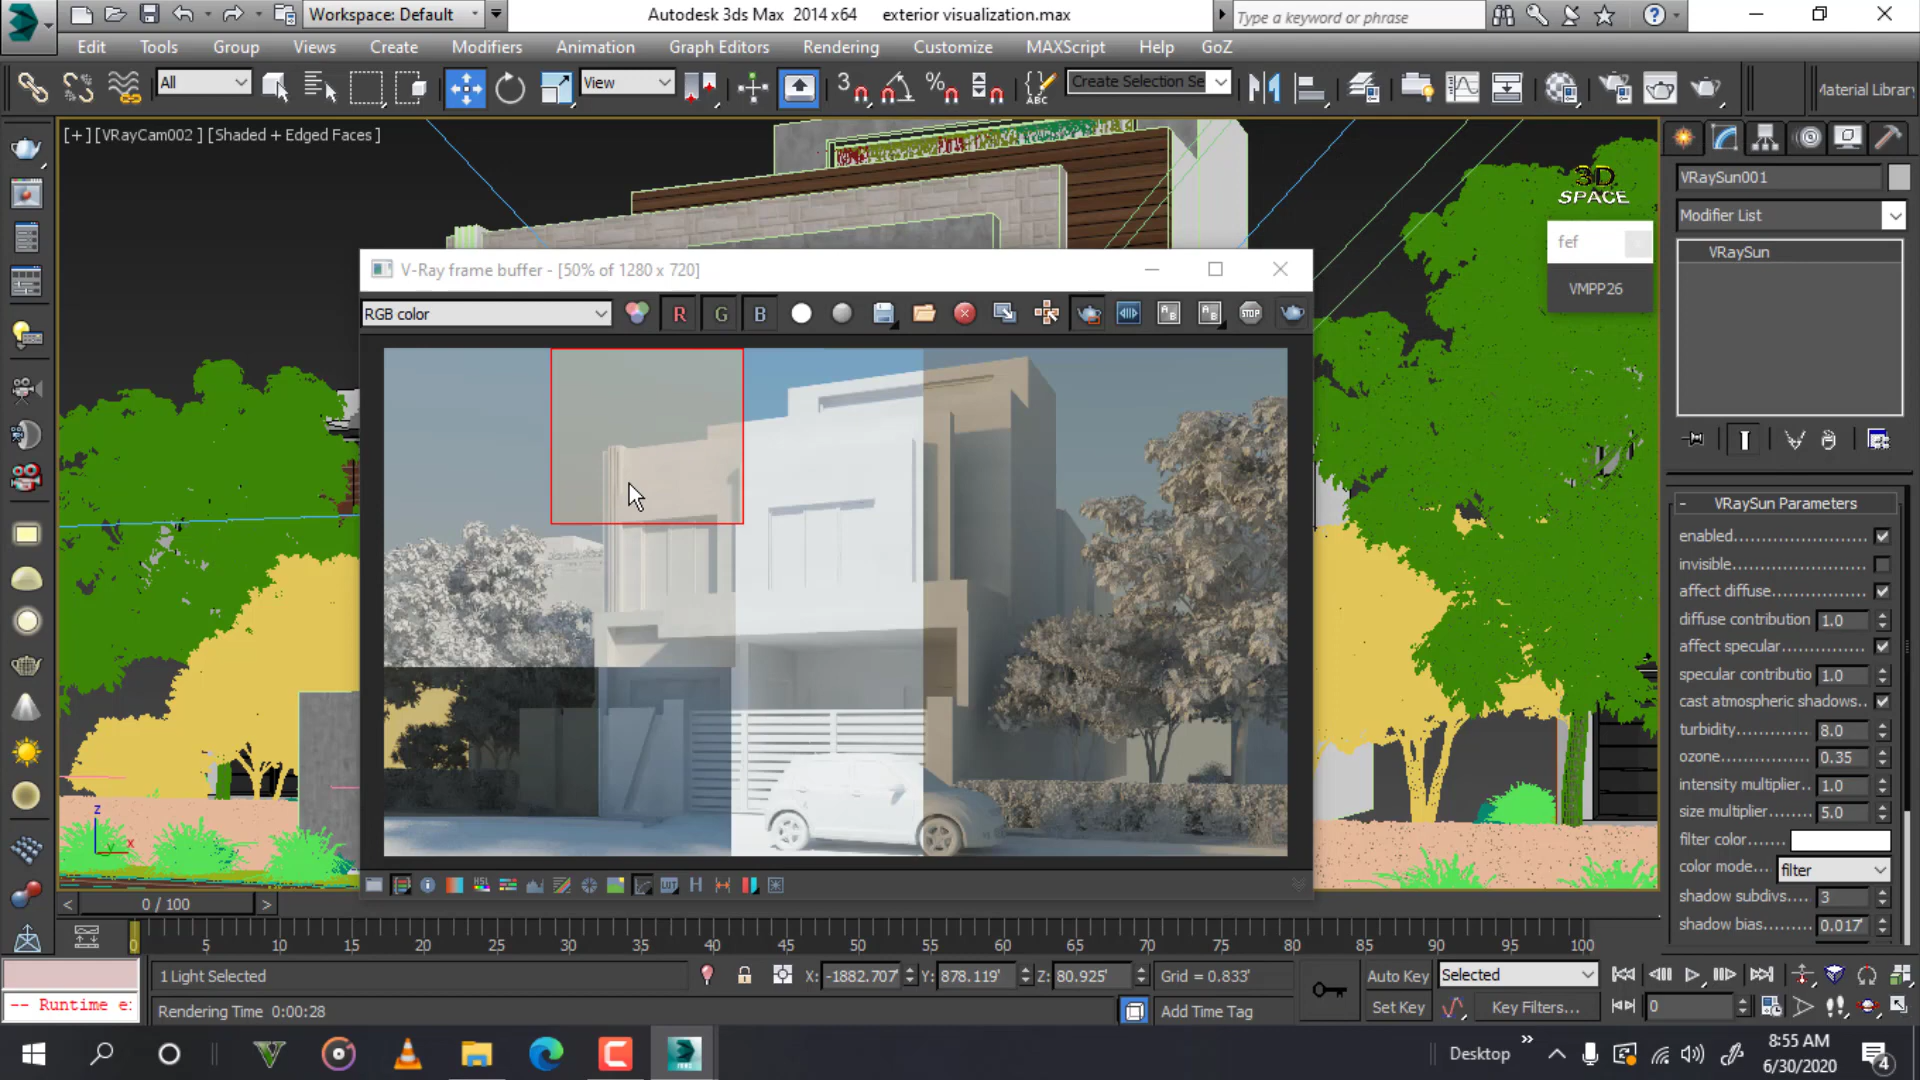 Workspace: Default
Autodesk 3ds Max 2014 x64 exterior visualization.max
Type a keyword or phrase
Edit Tools Group Views Create Modifiers Animation Graph Editors Rendering Customize MAXScript Help GoZ
All
View
3
ABC
Create Selection Se
Material Library
[+] [VRayCam002 ] [Shaded + Edged Faces ]
3D
SPACE
fef
VMPP26
VRaySun001
Modifier List
VRaySun
V-Ray frame buffer - [50% of 1280 x 720]
RGB color
R G B
STOP
- VRaySun Parameters
enabled
invisible
affect diffuse
diffuse contribution 1.0
affect specular
specular contributio 1.0
cast atmospheric shadows..
turbidity 8.0
ozone 0.35
intensity multiplier.. 1.0
size multiplier.... 5.0
filter color
color mode... filter
shadow subdivs.... 3
shadow bias 0.017
z
x
HSL
LUT
H
< 0 / 100 >
0 5 10 15 20 25 30 35 40 45 50 55 60 65 70 75 80 85 90 95 100
1 Light Selected
X: -1882.707' Y: 878.119' Z: 80.925'
Grid = 0.833'
Auto Key
Selected
-- Runtime e:
Rendering Time 0:00:28
Add Time Tag
Set Key
Key Filters...
0
Desktop
8:55 AM
6/30/2020
4